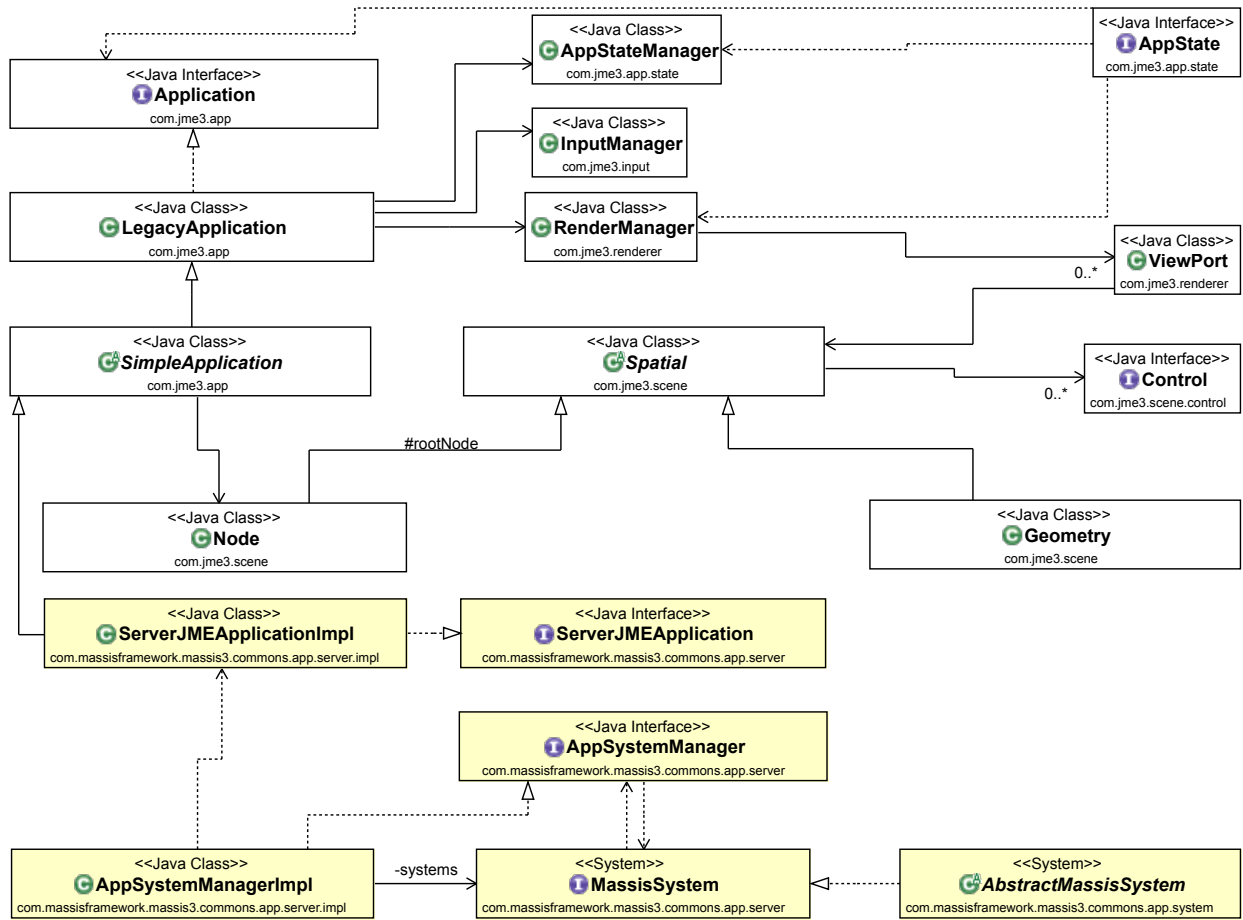 <<Java Class>>
AppStateManager
com.jme3.app.state
<<Java Interface>>
AppState
com.jme3.app.state
<<Java Interface>>
Application
com.jme3.app
<<Java Class>>
InputManager
com.jme3.input
<<Java Class>>
LegacyApplication
com.jme3.app
<<Java Class>>
RenderManager
com.jme3.renderer
<<Java Class>>
ViewPort
com.jme3.renderer
0..*
<<Java Class>>
SimpleApplication
com.jme3.app
<<Java Class>>
Spatial
com.jme3.scene
<<Java Interface>>
Control
com.jme3.scene.control
0..*
#rootNode
<<Java Class>>
Node
com.jme3.scene
<<Java Class>>
Geometry
com.jme3.scene
<<Java Class>>
ServerJMEApplicationImpl
com.massisframework.massis3.commons.app.server.impl
<<Java Interface>>
ServerJMEApplication
com.massisframework.massis3.commons.app.server
<<Java Interface>>
AppSystemManager
com.massisframework.massis3.commons.app.server
<<Java Class>>
AppSystemManagerImpl
com.massisframework.massis3.commons.app.server.impl
-systems
<<System>>
MassisSystem
com.massisframework.massis3.commons.app.server
<<System>>
AbstractMassisSystem
com.massisframework.massis3.commons.app.system